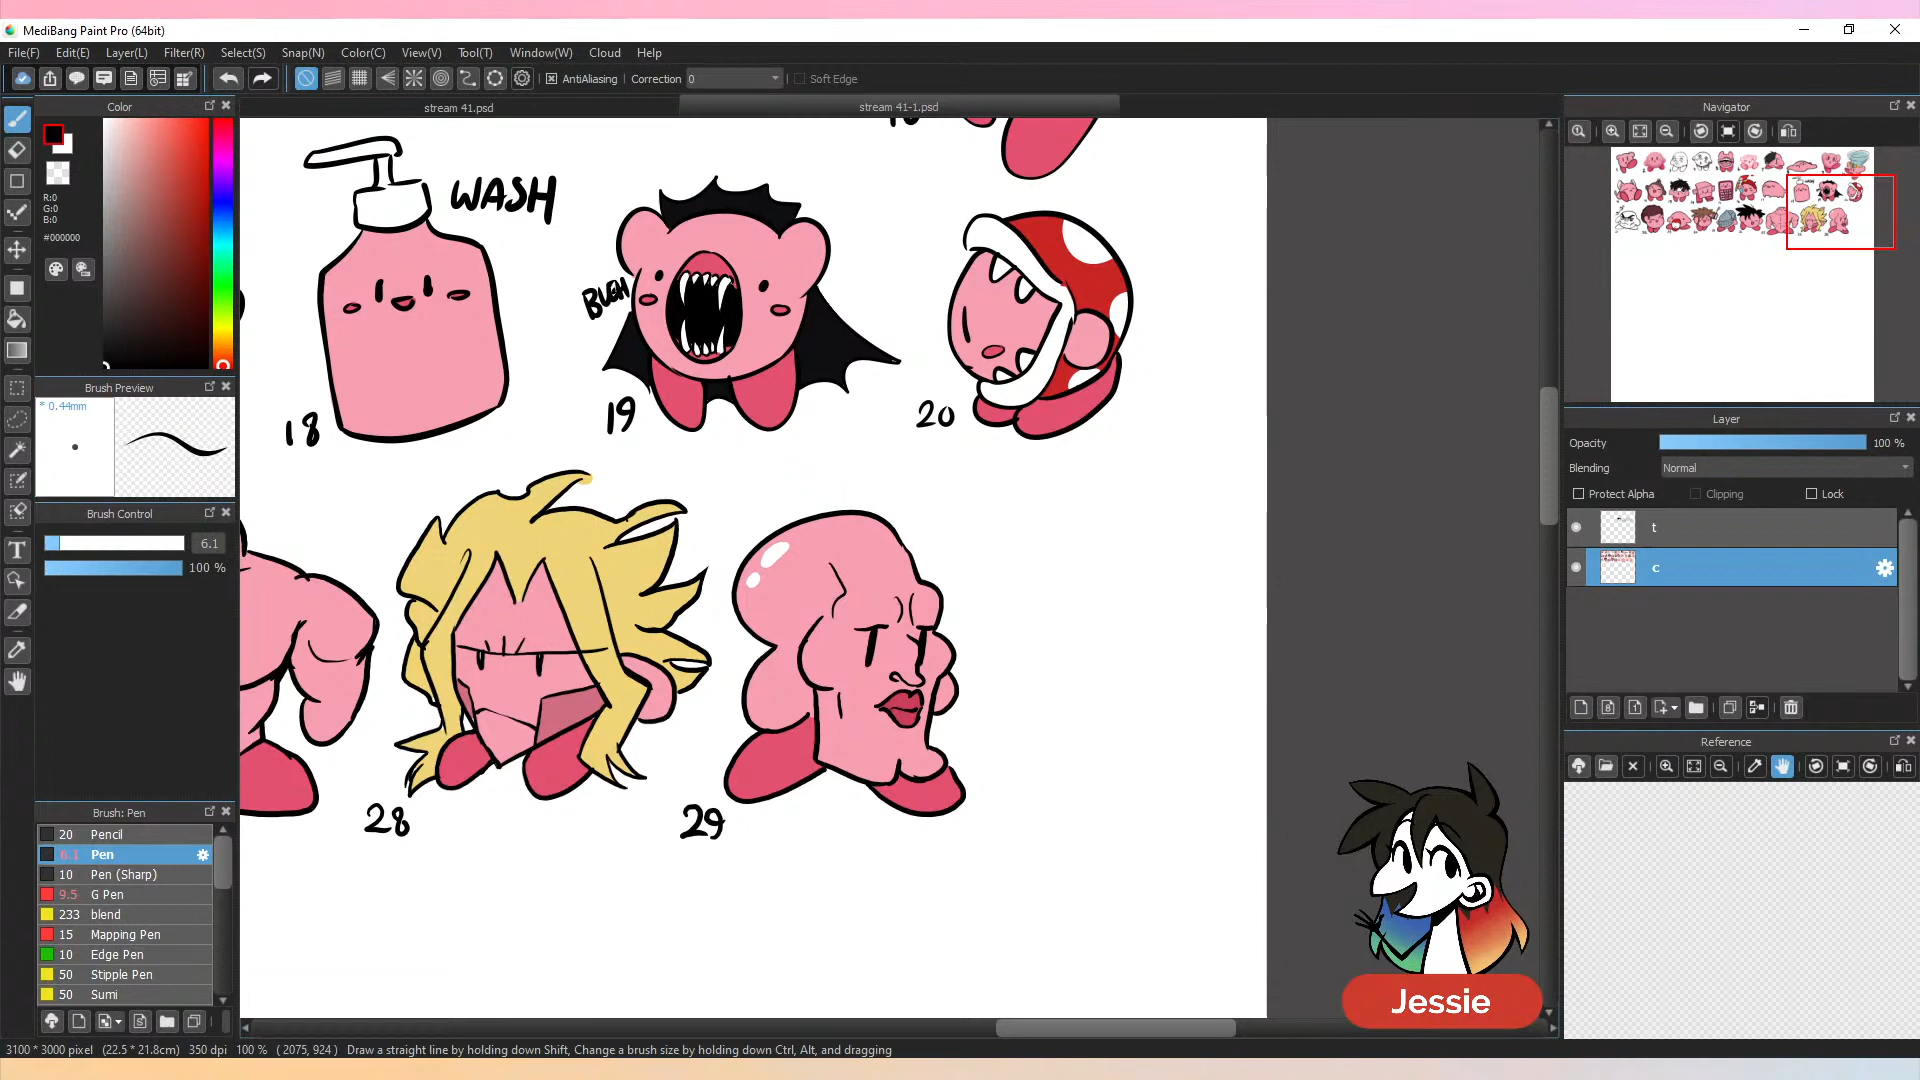 MediBang Paint Pro (64bit)
File(F) Edit(E) Layer(L) Filter(R) Select(S) Snap(N) Color(C) View(V) Tool(T) Window(W) Cloud Help
AntiAliasing Correction 0 Soft Edge
Color
stream 41.psd
stream 41-1.psd
Navigator
R:0
G:0
B:0
#000000
Brush Preview
* 0.44mm
Brush Control
6.1
100 %
Brush: Pen
20 Pencil
6.1 Pen
10 Pen (Sharp)
9.5 G Pen
233 blend
15 Mapping Pen
10 Edge Pen
50 Stipple Pen
50 Sumi
WASH
BLEH
18
19
20
28
29
Layer
Opacity 100 %
Blending Normal
Protect Alpha Clipping Lock
t
c
Reference
Jessie
3100 * 3000 pixel (22.5 * 21.8cm) 350 dpi 100 % ( 2075, 924 ) Draw a straight line by holding down Shift, Change a brush size by holding down Ctrl, Alt, and dragging